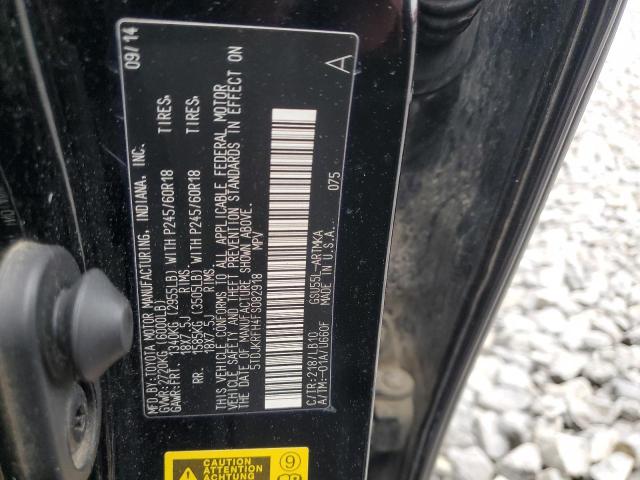 MFD.BY:TOYOTA MOTOR MANUFACTURING, INDIANA, INC. 09/14
GVWR:2720KG(6000LB)
GAWR:FRT. 1340KG (2955LB) WITH P245/60R18 TIRES,
18X7.5J RIMS
RR. 1585KG (3505LB) WITH P245/60R18 TIRES,
18X7.5J RIMS
THIS VEHICLE CONFORMS TO ALL APPLICABLE FEDERAL MOTOR
VEHICLE SAFETY AND THEFT PREVENTION STANDARDS IN EFFECT ON
THE DATE OF MANUFACTURE SHOWN ABOVE.
5TDJKRFH4FS082918 MPV
075
C/TR:218/LB10 GSU55L-ARTMKA A
A/TM:-01A/U660F MADE IN U.S.A.
CAUTION
ATTENTION
ACHTUNG
9